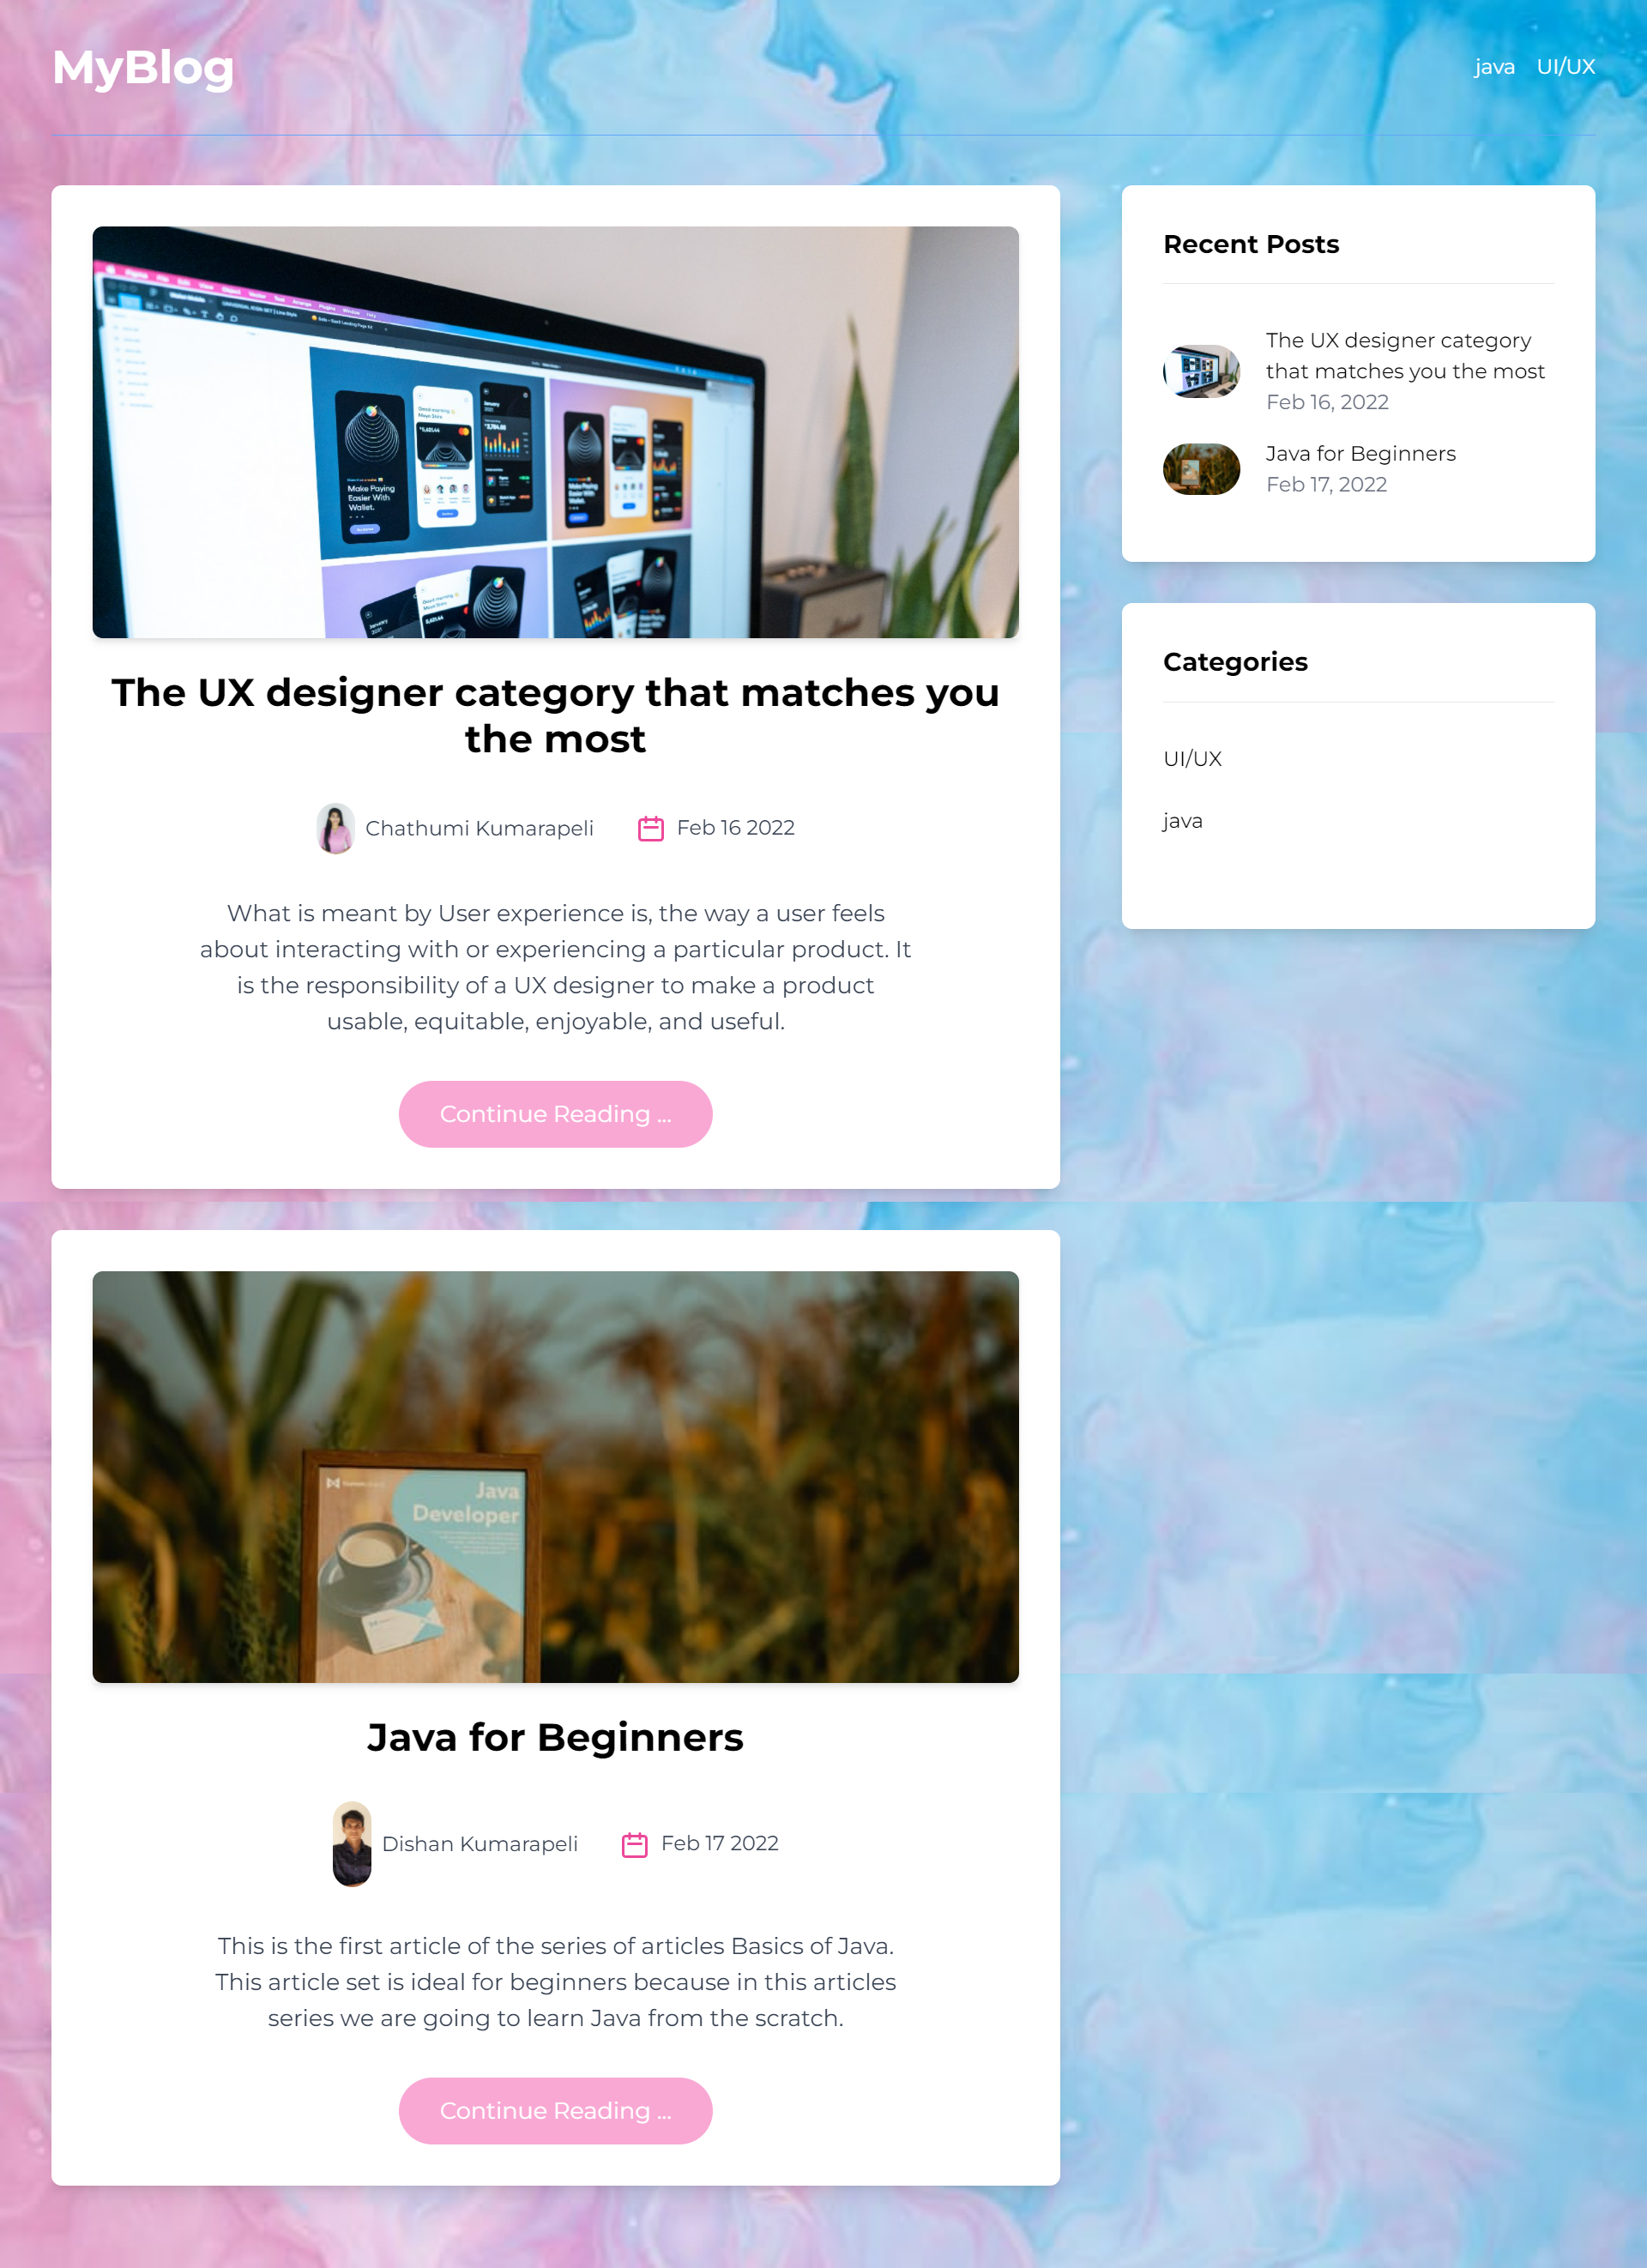 MyBlog
java UI/UX
Make Paying
Easier With
Wallet.
The UX designer category that matches you
the most
Chathumi Kumarapeli Feb 16 2022
What is meant by User experience is, the way a user feels
about interacting with or experiencing a particular product. It
is the responsibility of a UX designer to make a product
usable, equitable, enjoyable, and useful.
Continue Reading ...
Recent Posts
The UX designer category
that matches you the most
Feb 16, 2022
Java for Beginners
Feb 17, 2022
Categories
UI/UX
java
Java
Developer
Java for Beginners
Dishan Kumarapeli Feb 17 2022
This is the first article of the series of articles Basics of Java.
This article set is ideal for beginners because in this articles
series we are going to learn Java from the scratch.
Continue Reading ...